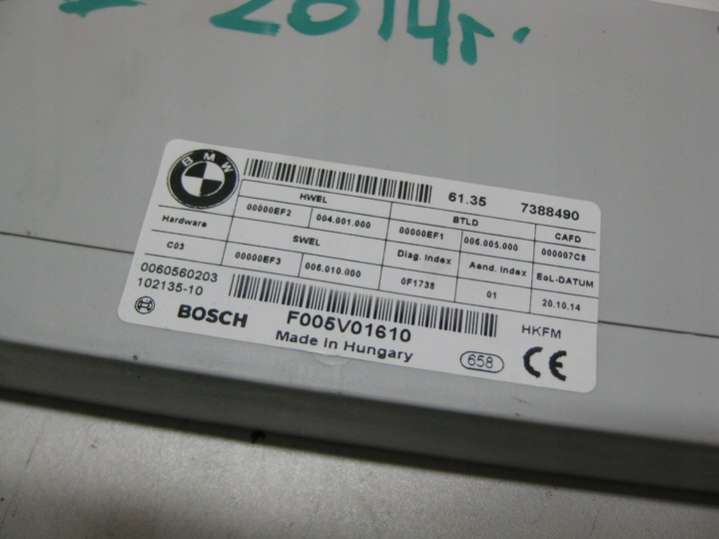 2014г.
BMW
61.35 7388490
HWEL BTLD CAFD
00000EF2 004.001.000 00000EF1 006.005.000 000007C8
Hardware SWEL Diag. Index Aend. Index EoL-DATUM
C03 00000EF3 006.010.000 0F1738 01 20.10.14
0060560203
102135-10
BOSCH F005V01610 HKFM
Made in Hungary 658 CE